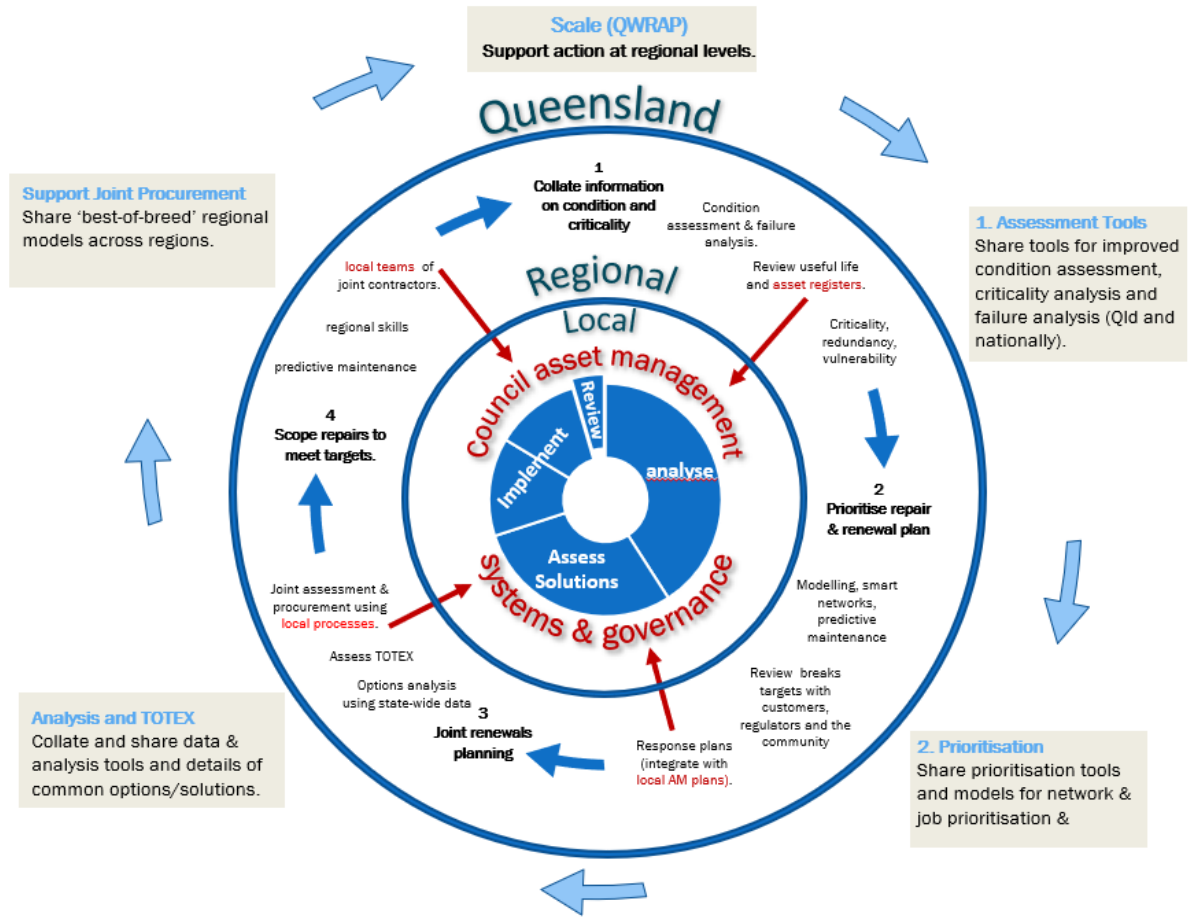 Scale (QWRAP)
Support action at regional levels.
Queensland
Support Joint Procurement
Share ‘best-of-breed’ regional
models across regions.
1. Assessment Tools
Share tools for improved
condition assessment,
criticality analysis and
failure analysis (Qld and
nationally).
1
Collate information
on condition and
criticality
Condition
assessment & failure
analysis.
Review useful life
and asset registers.
Criticality,
redundancy,
vulnerability
2
Prioritise repair
& renewal plan
Modelling, smart
networks,
predictive
maintenance
Review breaks
targets with
customers,
regulators and the
community
Response plans
(integrate with
local AM plans).
3
Joint renewals
planning
Options analysis
using state-wide data
Assess TOTEX
Joint assessment &
procurement using
local processes.
4
Scope repairs to
meet targets.
predictive maintenance
regional skills
local teams of
joint contractors.
Regional
Local
Council asset management
systems & governance
Review
analyse
Assess
Solutions
Implement
Analysis and TOTEX
Collate and share data &
analysis tools and details of
common options/solutions.
2. Prioritisation
Share prioritisation tools
and models for network &
job prioritisation &